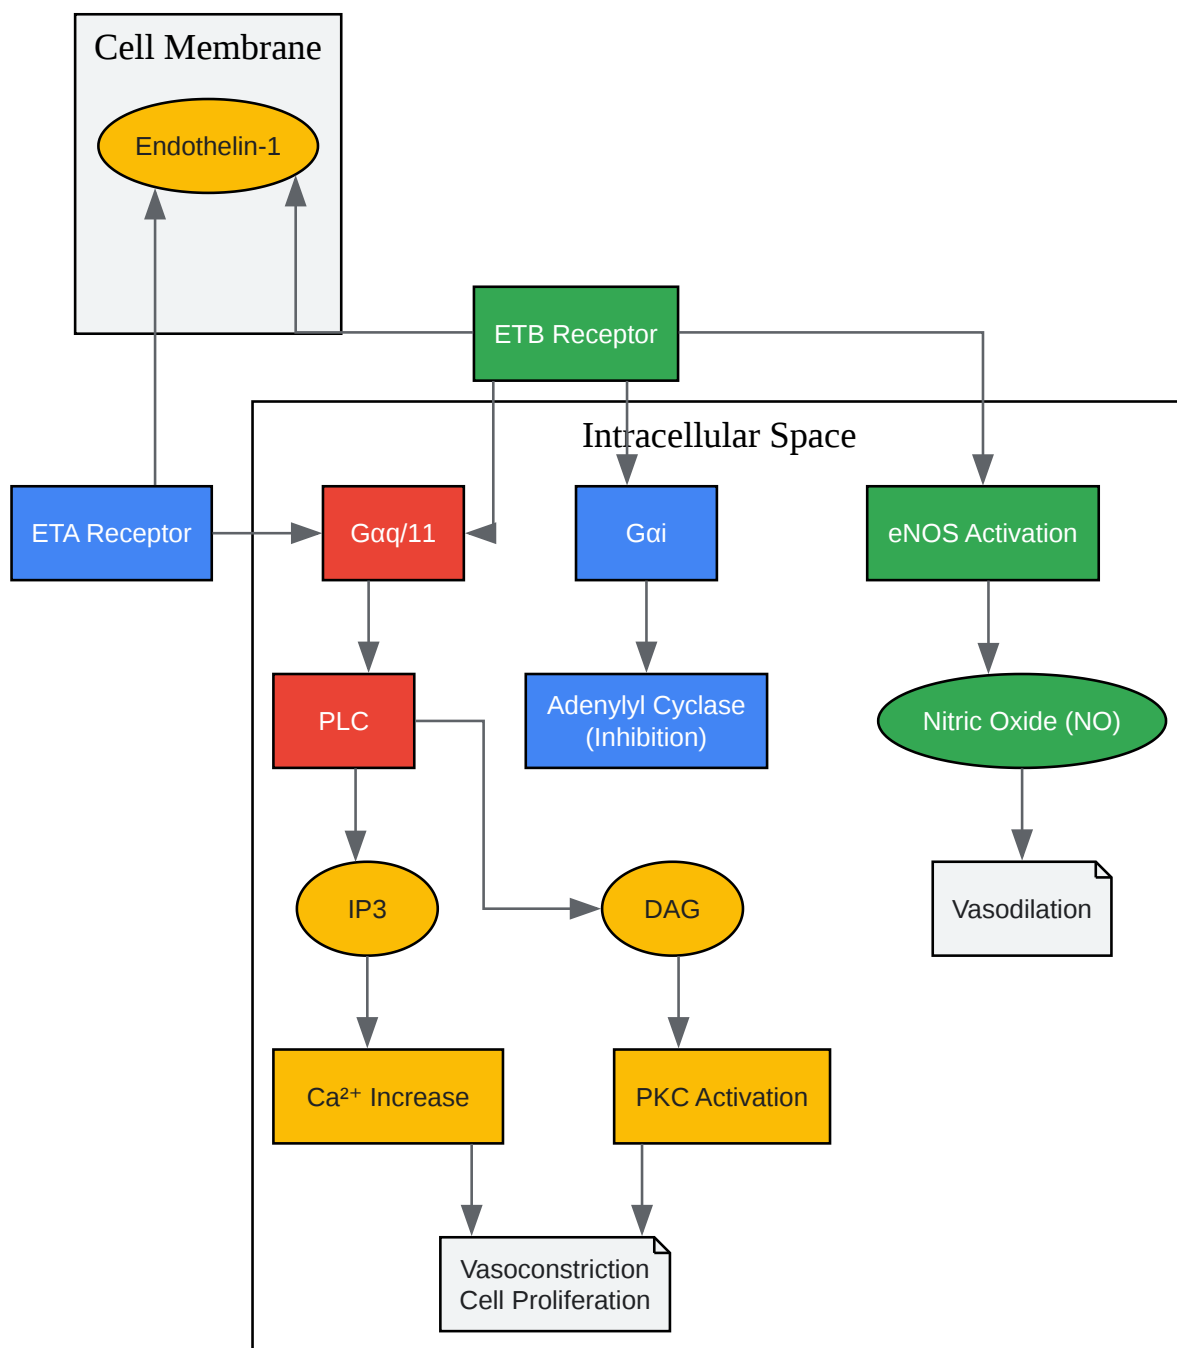 Cell Membrane
Endothelin-1
ETB Receptor
Intracellular Space
ETA Receptor
Gαq/11
Gαi
eNOS Activation
PLC
Adenylyl Cyclase
(Inhibition)
Nitric Oxide (NO)
IP3
DAG
Vasodilation
Ca²⁺ Increase
PKC Activation
Vasoconstriction
Cell Proliferation